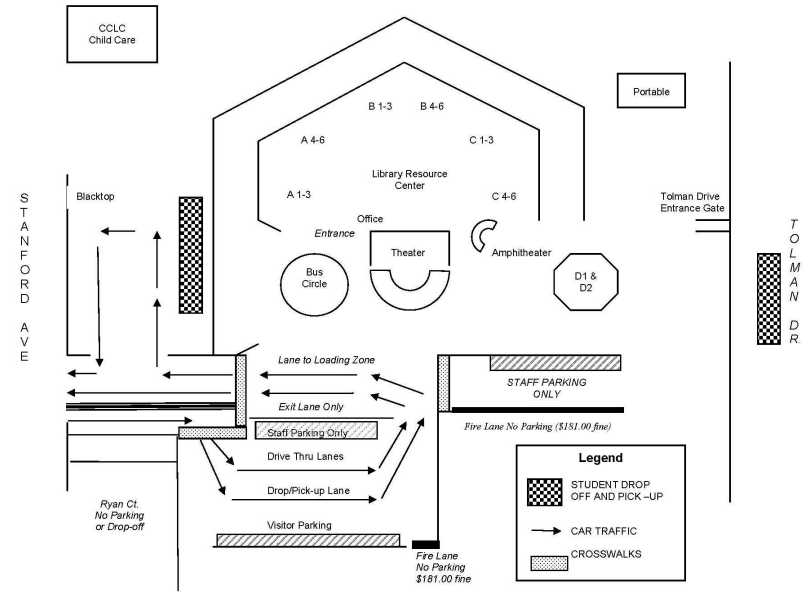 CCLC
Child Care
Portable
B 1-3
B 4-6
A 4-6
C 1-3
Library Resource
Center
A 1-3
C 4-6
Blacktop
Tolman Drive
Entrance Gate
STANFORD AVE
TOLMAN DR.
Office
Entrance
Theater
Amphitheater
Bus
Circle
D1 &
D2
Lane to Loading Zone
STAFF PARKING
ONLY
Exit Lane Only
Fire Lane No Parking ($181.00 fine)
Staff Parking Only
Drive Thru Lanes
Drop/Pick-up Lane
Visitor Parking
Ryan Ct.
No Parking
or Drop-off
Fire Lane
No Parking
$181.00 fine
Legend
STUDENT DROP
OFF AND PICK –UP
CAR TRAFFIC
CROSSWALKS